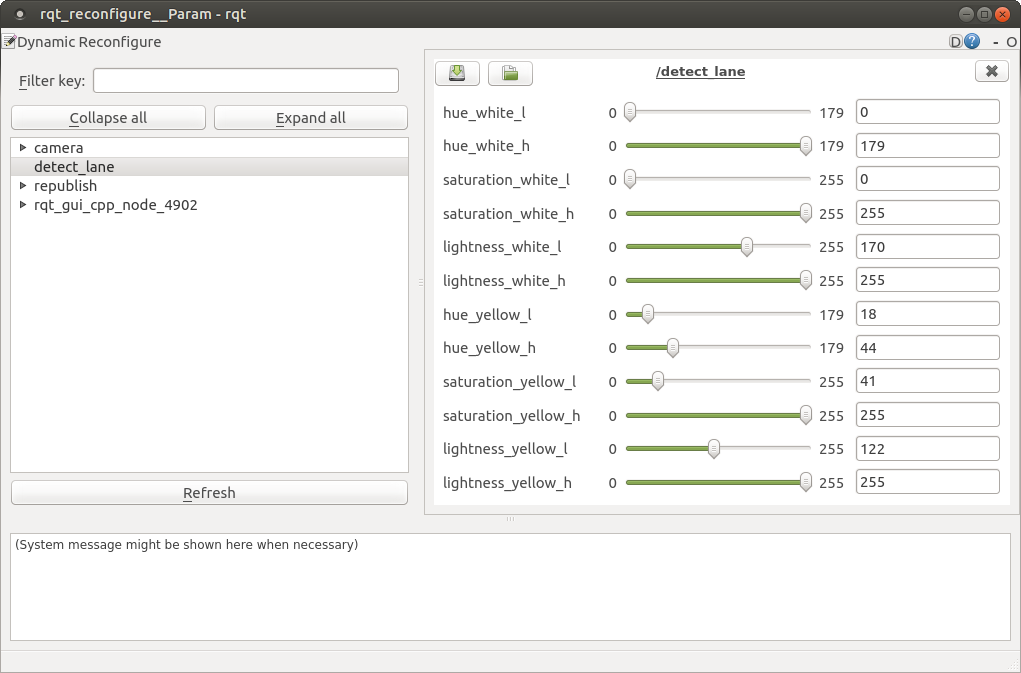 rqt_reconfigure__Param - rqt
Dynamic Reconfigure
D ? - O
Filter key:
Collapse all
Expand all
camera
detect_lane
republish
rqt_gui_cpp_node_4902
Refresh
/detect_lane
hue_white_l 0 179 0
hue_white_h 0 179 179
saturation_white_l 0 255 0
saturation_white_h 0 255 255
lightness_white_l 0 255 170
lightness_white_h 0 255 255
hue_yellow_l 0 179 18
hue_yellow_h 0 179 44
saturation_yellow_l 0 255 41
saturation_yellow_h 0 255 255
lightness_yellow_l 0 255 122
lightness_yellow_h 0 255 255
(System message might be shown here when necessary)